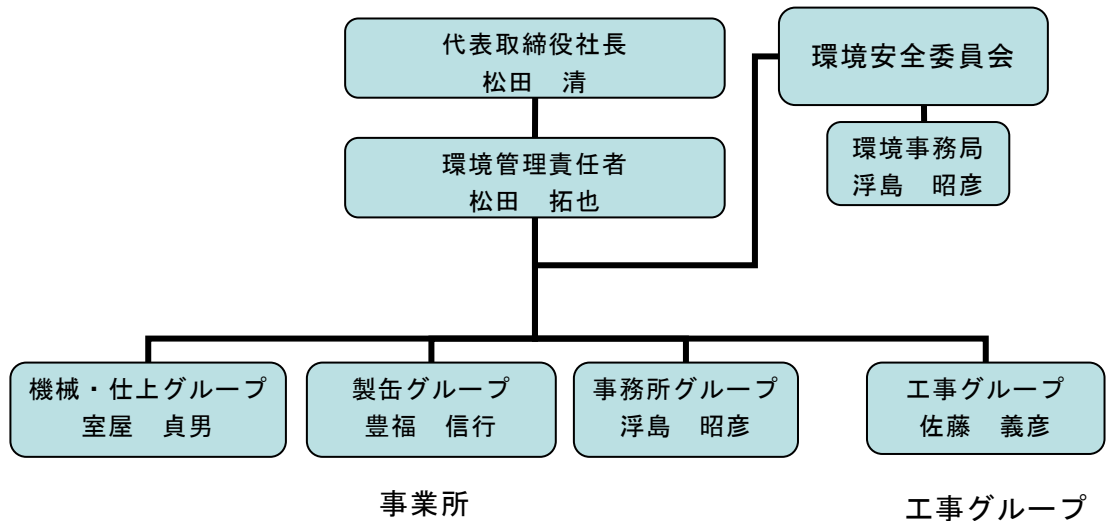 代表取締役社長
松田　清
環境安全委員会
環境管理責任者
松田　拓也
環境事務局
浮島　昭彦
機械・仕上グループ
室屋　貞男
製缶グループ
豊福　信行
事務所グループ
浮島　昭彦
工事グループ
佐藤　義彦
事業所
工事グループ